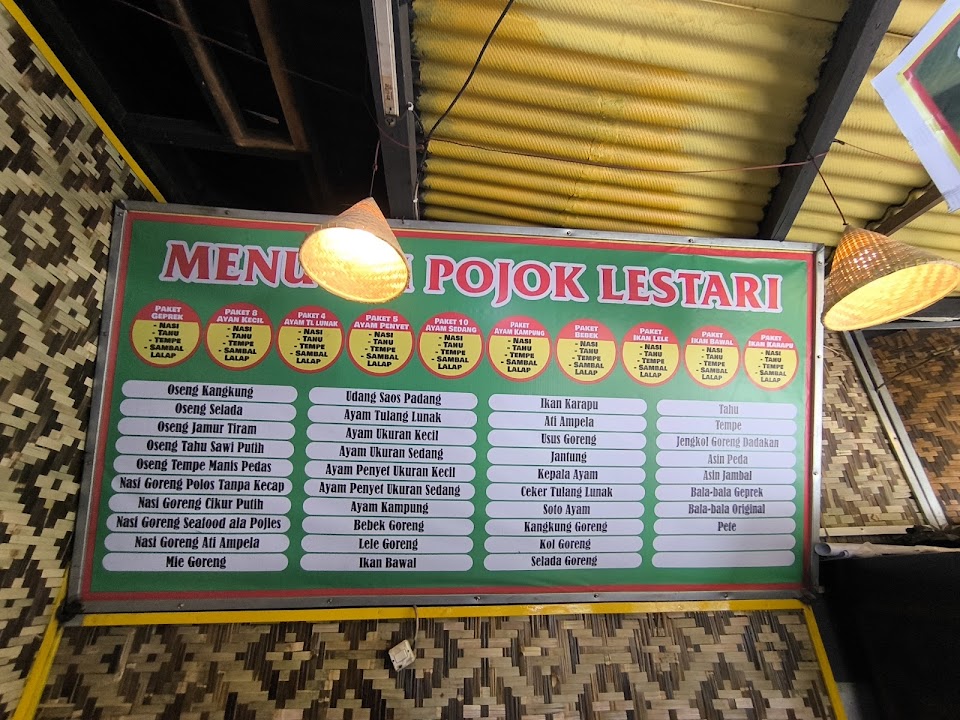 MENU POJOK LESTARI
PAKET
GEPREK
- NASI
- TAHU
- TEMPE
- SAMBAL
LALAP
PAKET 8
AYAM KECIL
- NASI
- TAHU
- TEMPE
- SAMBAL
LALAP
PAKET 4
AYAM TL LUNAK
- NASI
- TAHU
- TEMPE
- SAMBAL
LALAP
PAKET 5
AYAM PENYET
- NASI
- TAHU
- TEMPE
- SAMBAL
LALAP
PAKET 10
AYAM SEDANG
- NASI
- TAHU
- TEMPE
- SAMBAL
LALAP
PAKET
AYAM KAMPUNG
- NASI
- TAHU
- TEMPE
- SAMBAL
LALAP
PAKET
BEBEK
- NASI
- TAHU
- TEMPE
- SAMBAL
LALAP
PAKET
IKAN LELE
- NASI
- TAHU
- TEMPE
- SAMBAL
LALAP
PAKET
IKAN BAWAL
- NASI
- TAHU
- TEMPE
- SAMBAL
LALAP
PAKET
IKAN KARAPU
- NASI
- TAHU
- TEMPE
- SAMBAL
LALAP
Oseng Kangkung
Oseng Selada
Oseng Jamur Tiram
Oseng Tahu Sawi Putih
Oseng Tempe Manis Pedas
Nasi Goreng Polos Tanpa Kecap
Nasi Goreng Cikur Putih
Nasi Goreng Seafood ala Pojles
Nasi Goreng Ati Ampela
Mie Goreng
Udang Saos Padang
Ayam Tulang Lunak
Ayam Ukuran Kecil
Ayam Ukuran Sedang
Ayam Penyet Ukuran Kecil
Ayam Penyet Ukuran Sedang
Ayam Kampung
Bebek Goreng
Lele Goreng
Ikan Bawal
Ikan Karapu
Ati Ampela
Usus Goreng
Jantung
Kepala Ayam
Ceker Tulang Lunak
Soto Ayam
Kangkung Goreng
Kol Goreng
Selada Goreng
Tahu
Tempe
Jengkol Goreng Dadakan
Asin Peda
Asin Jambal
Bala-bala Geprek
Bala-bala Original
Pete